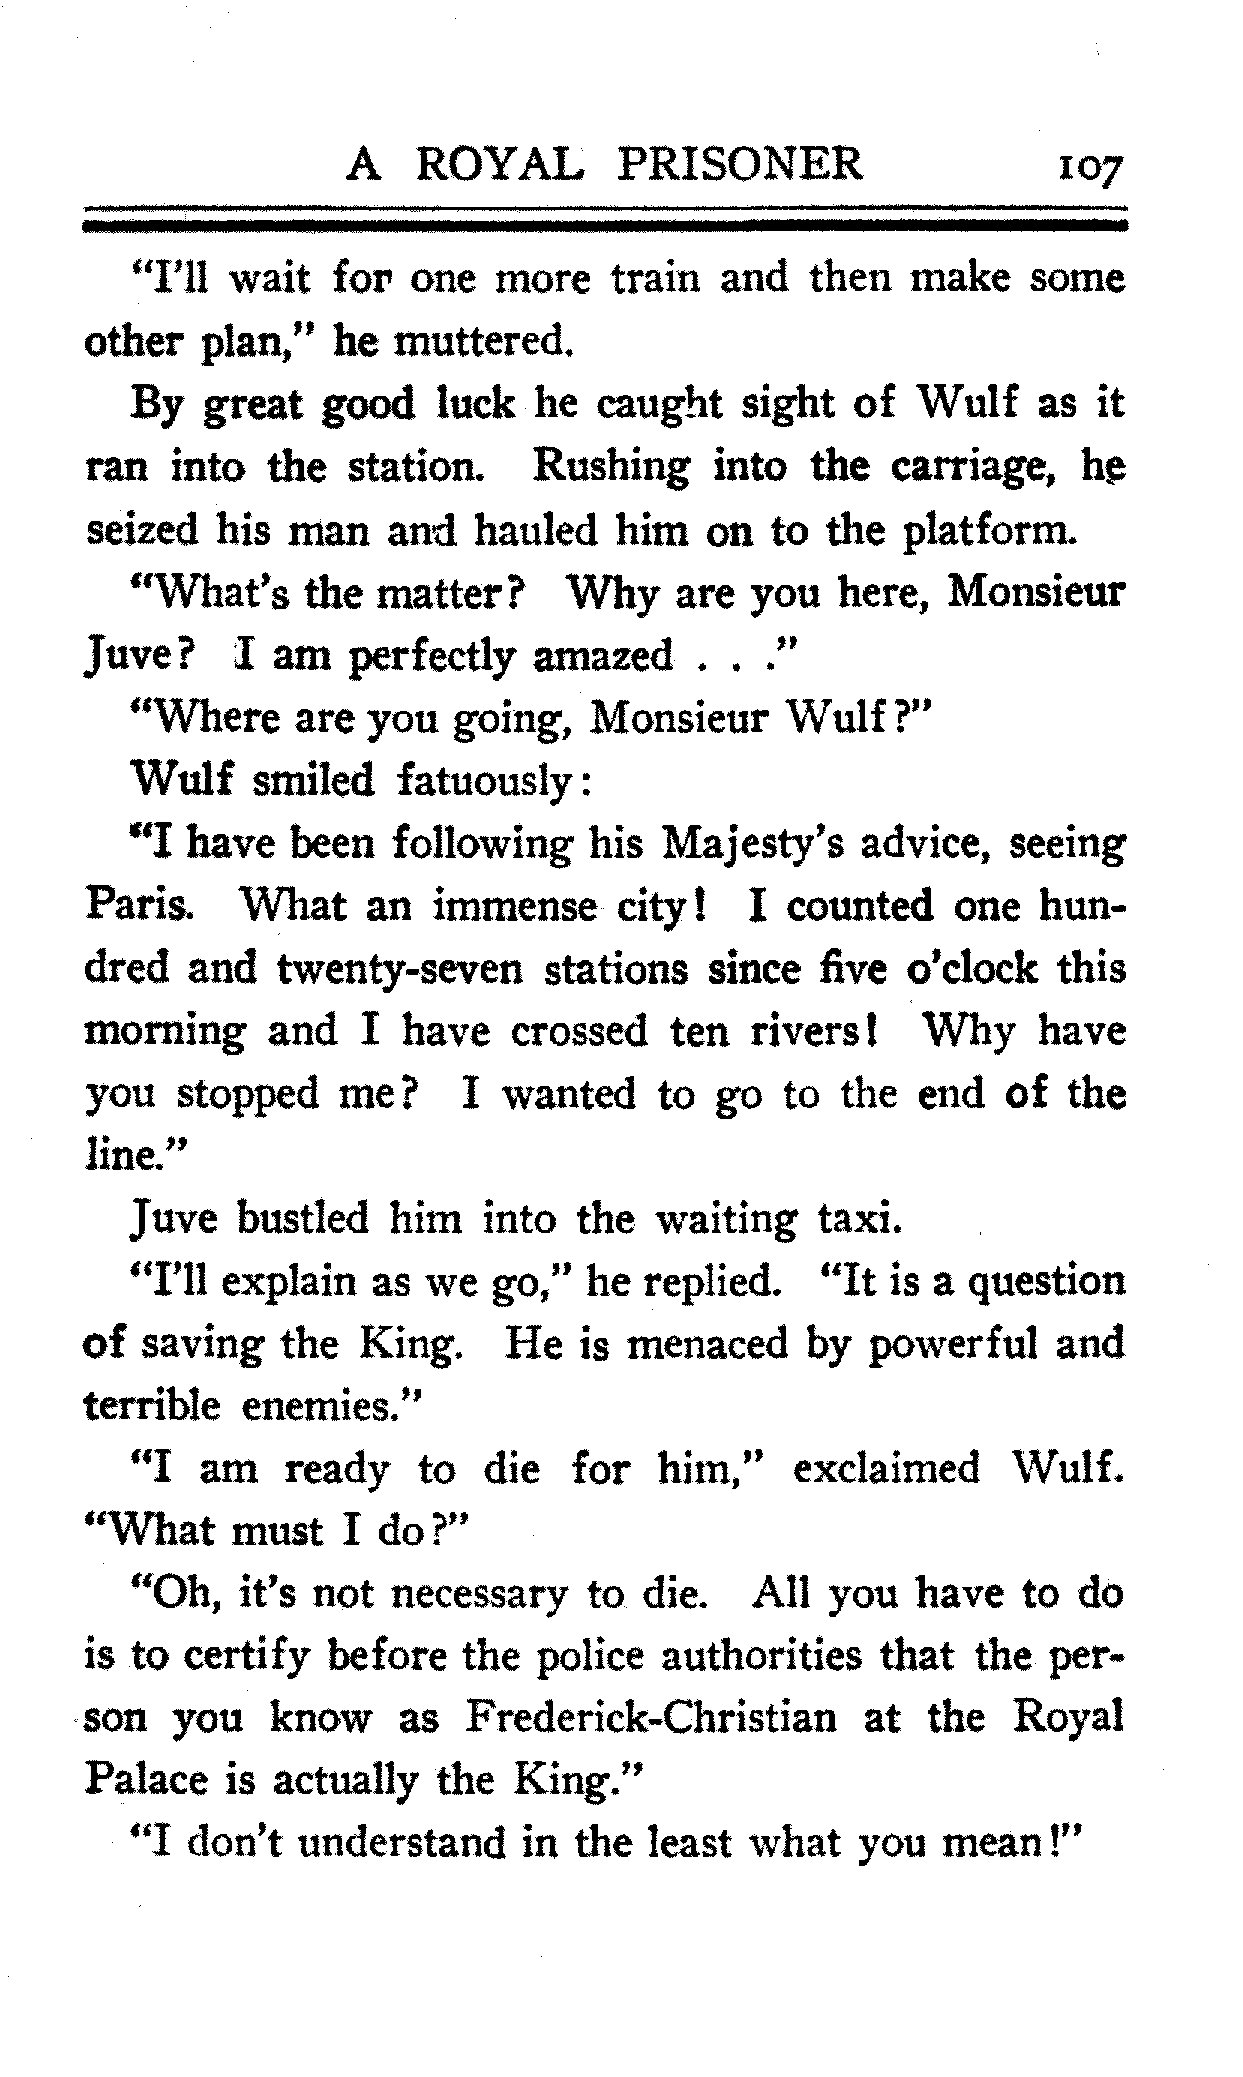 A ROYAL PRISONER 107
“I’ll wait for one more train and then make some
other plan,” he muttered.
By great good luck he caught sight of Wulf as it
ran into the station. Rushing into the carriage, he
seized his man and hauled him on to the platform.
“What’s the matter? Why are you here, Monsieur
Juve? I am perfectly amazed . . .”
“Where are you going, Monsieur Wulf?”
Wulf smiled fatuously:
“I have been following his Majesty’s advice, seeing
Paris. What an immense city! I counted one hun-
dred and twenty-seven stations since five o’clock this
morning and I have crossed ten rivers! Why have
you stopped me? I wanted to go to the end of the
line.”
Juve bustled him into the waiting taxi.
“I’ll explain as we go,” he replied. “It is a question
of saving the King. He is menaced by powerful and
terrible enemies.”
“I am ready to die for him,” exclaimed Wulf.
“What must I do?”
“Oh, it’s not necessary to die. All you have to do
is to certify before the police authorities that the per-
son you know as Frederick-Christian at the Royal
Palace is actually the King.”
“I don’t understand in the least what you mean!”